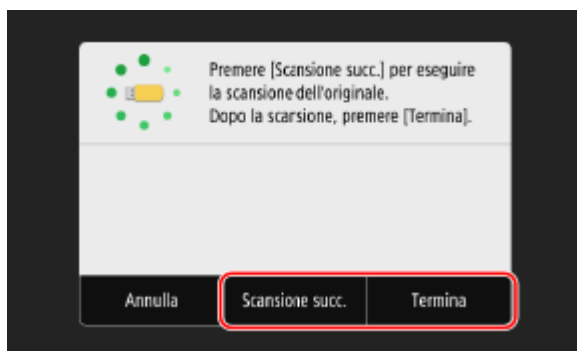 Premere [Scansione succ.] per eseguire
la scansione dell'originale.
Dopo la scarsione, premere [Termina].
Annulla
Scansione succ.
Termina